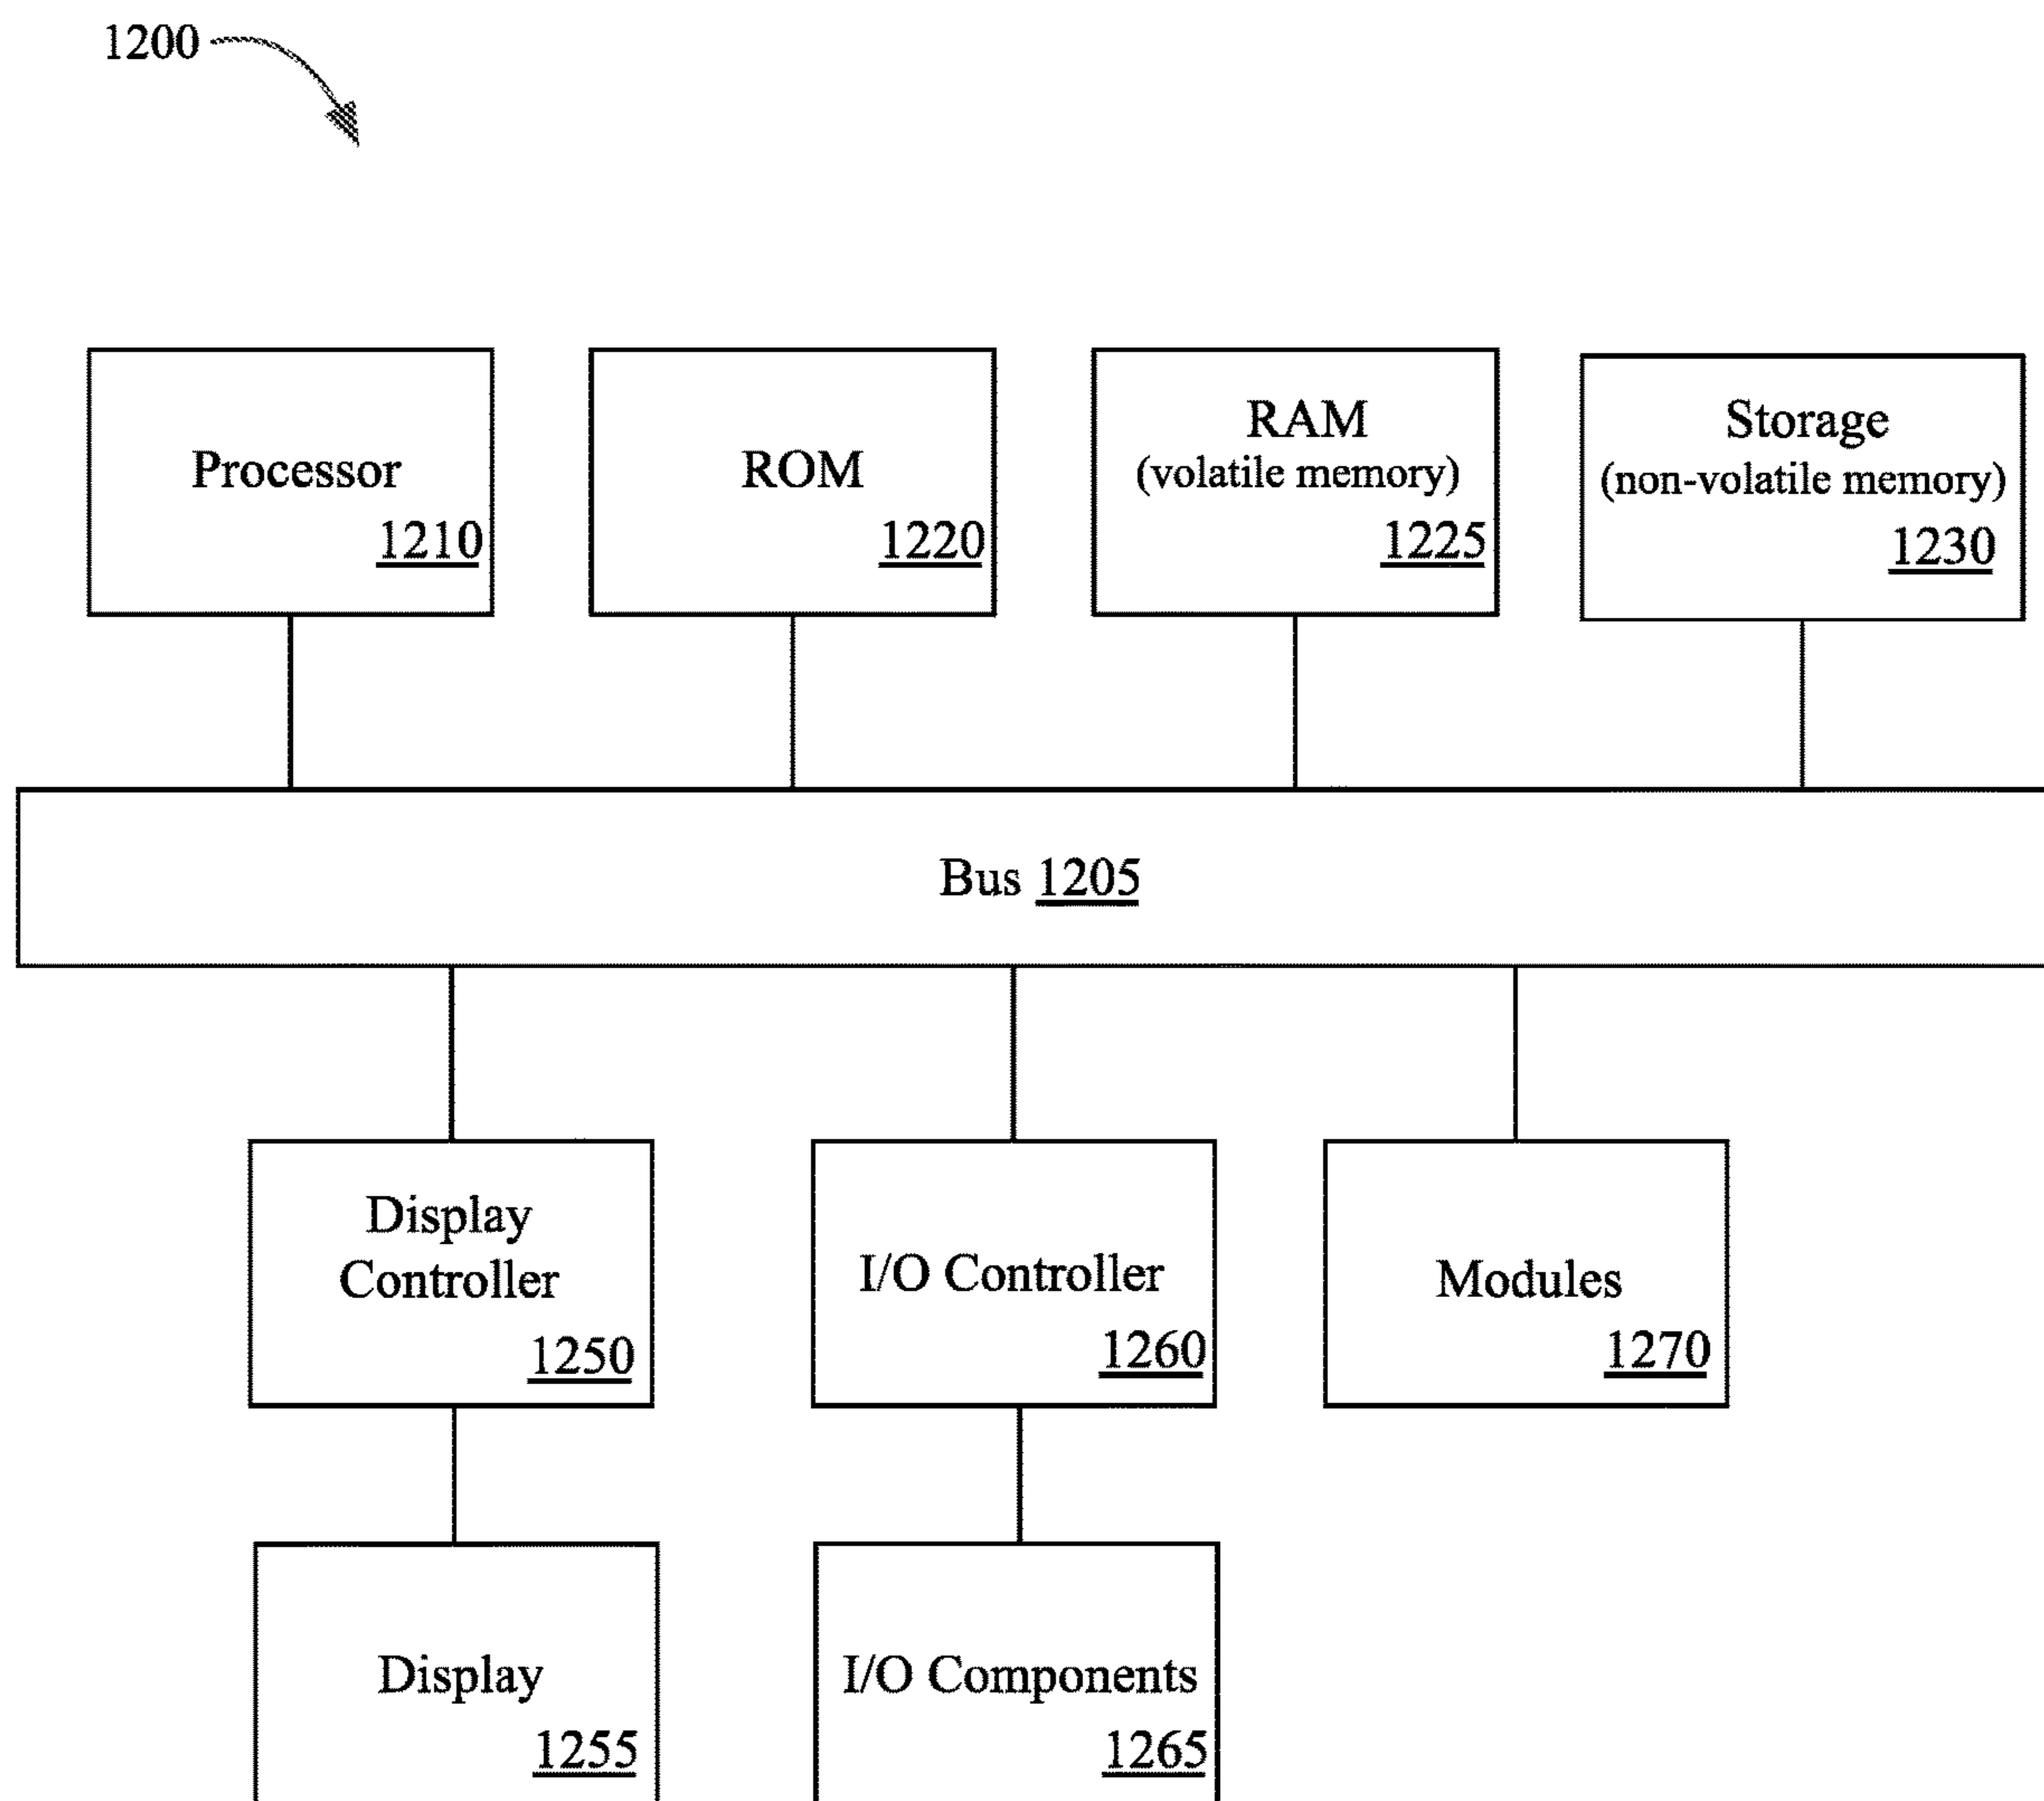 1200
Processor
1210
ROM
1220
RAM
(volatile memory)
1225
Storage
(non-volatile memory)
1230
Bus 1205
Display
Controller
1250
I/O Controller
1260
Modules
1270
Display
1255
I/O Components
1265